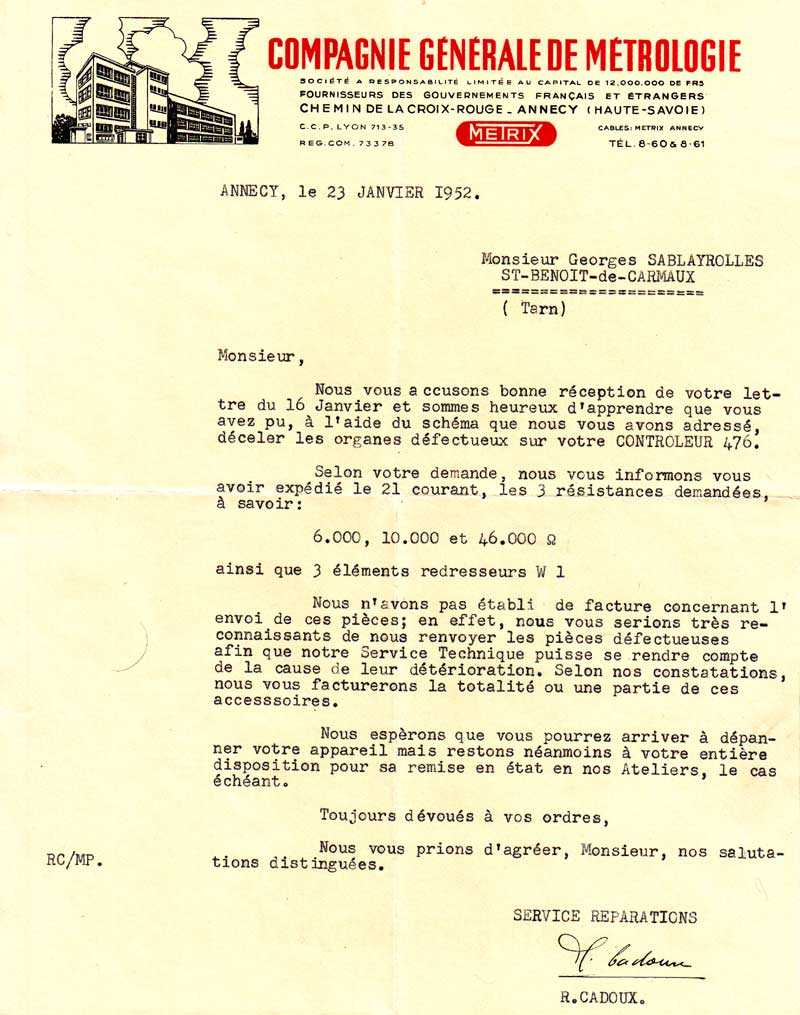 COMPAGNIE GÉNÉRALE DE MÉTROLOGIE
SOCIÉTÉ A RESPONSABILITÉ LIMITÉE AU CAPITAL DE 12.000.000 DE FRS
FOURNISSEURS DES GOUVERNEMENTS FRANÇAIS ET ÉTRANGERS
CHEMIN DE LA CROIX-ROUGE - ANNECY (HAUTE-SAVOIE)
C.C.P. LYON 713-35 METRIX CABLES: METRIX ANNECY
REG.COM. 7337B TÉL. 8-60 & 8-61
ANNECY, le 23 JANVIER 1952.
Monsieur Georges SABLAYROLLES
ST-BENOIT-de-CARMAUX
======================
( Tarn)
Monsieur,
Nous vous accusons bonne réception de votre let-
tre du 16 Janvier et sommes heureux d'apprendre que vous
avez pu, à l'aide du schéma que nous vous avons adressé,
déceler les organes défectueux sur votre CONTROLEUR 476.
Selon votre demande, nous vous informons vous
avoir expédié le 21 courant, les 3 résistances demandées,
à savoir:
6.000, 10.000 et 46.000 Ω
ainsi que 3 éléments redresseurs W 1
Nous n'avons pas établi de facture concernant l'
envoi de ces pièces; en effet, nous vous serions très re-
connaissants de nous renvoyer les pièces défectueuses
afin que notre Service Technique puisse se rendre compte
de la cause de leur détérioration. Selon nos constatations,
nous vous facturerons la totalité ou une partie de ces
accesssoires.
Nous espèrons que vous pourrez arriver à dépan-
ner votre appareil mais restons néanmoins à votre entière
disposition pour sa remise en état en nos Ateliers, le cas
échéant.
Toujours dévoués à vos ordres,
Nous vous prions d'agréer, Monsieur, nos saluta-
tions distinguées.
RC/MP.
SERVICE REPARATIONS
R. Cadoux
R.CADOUX.